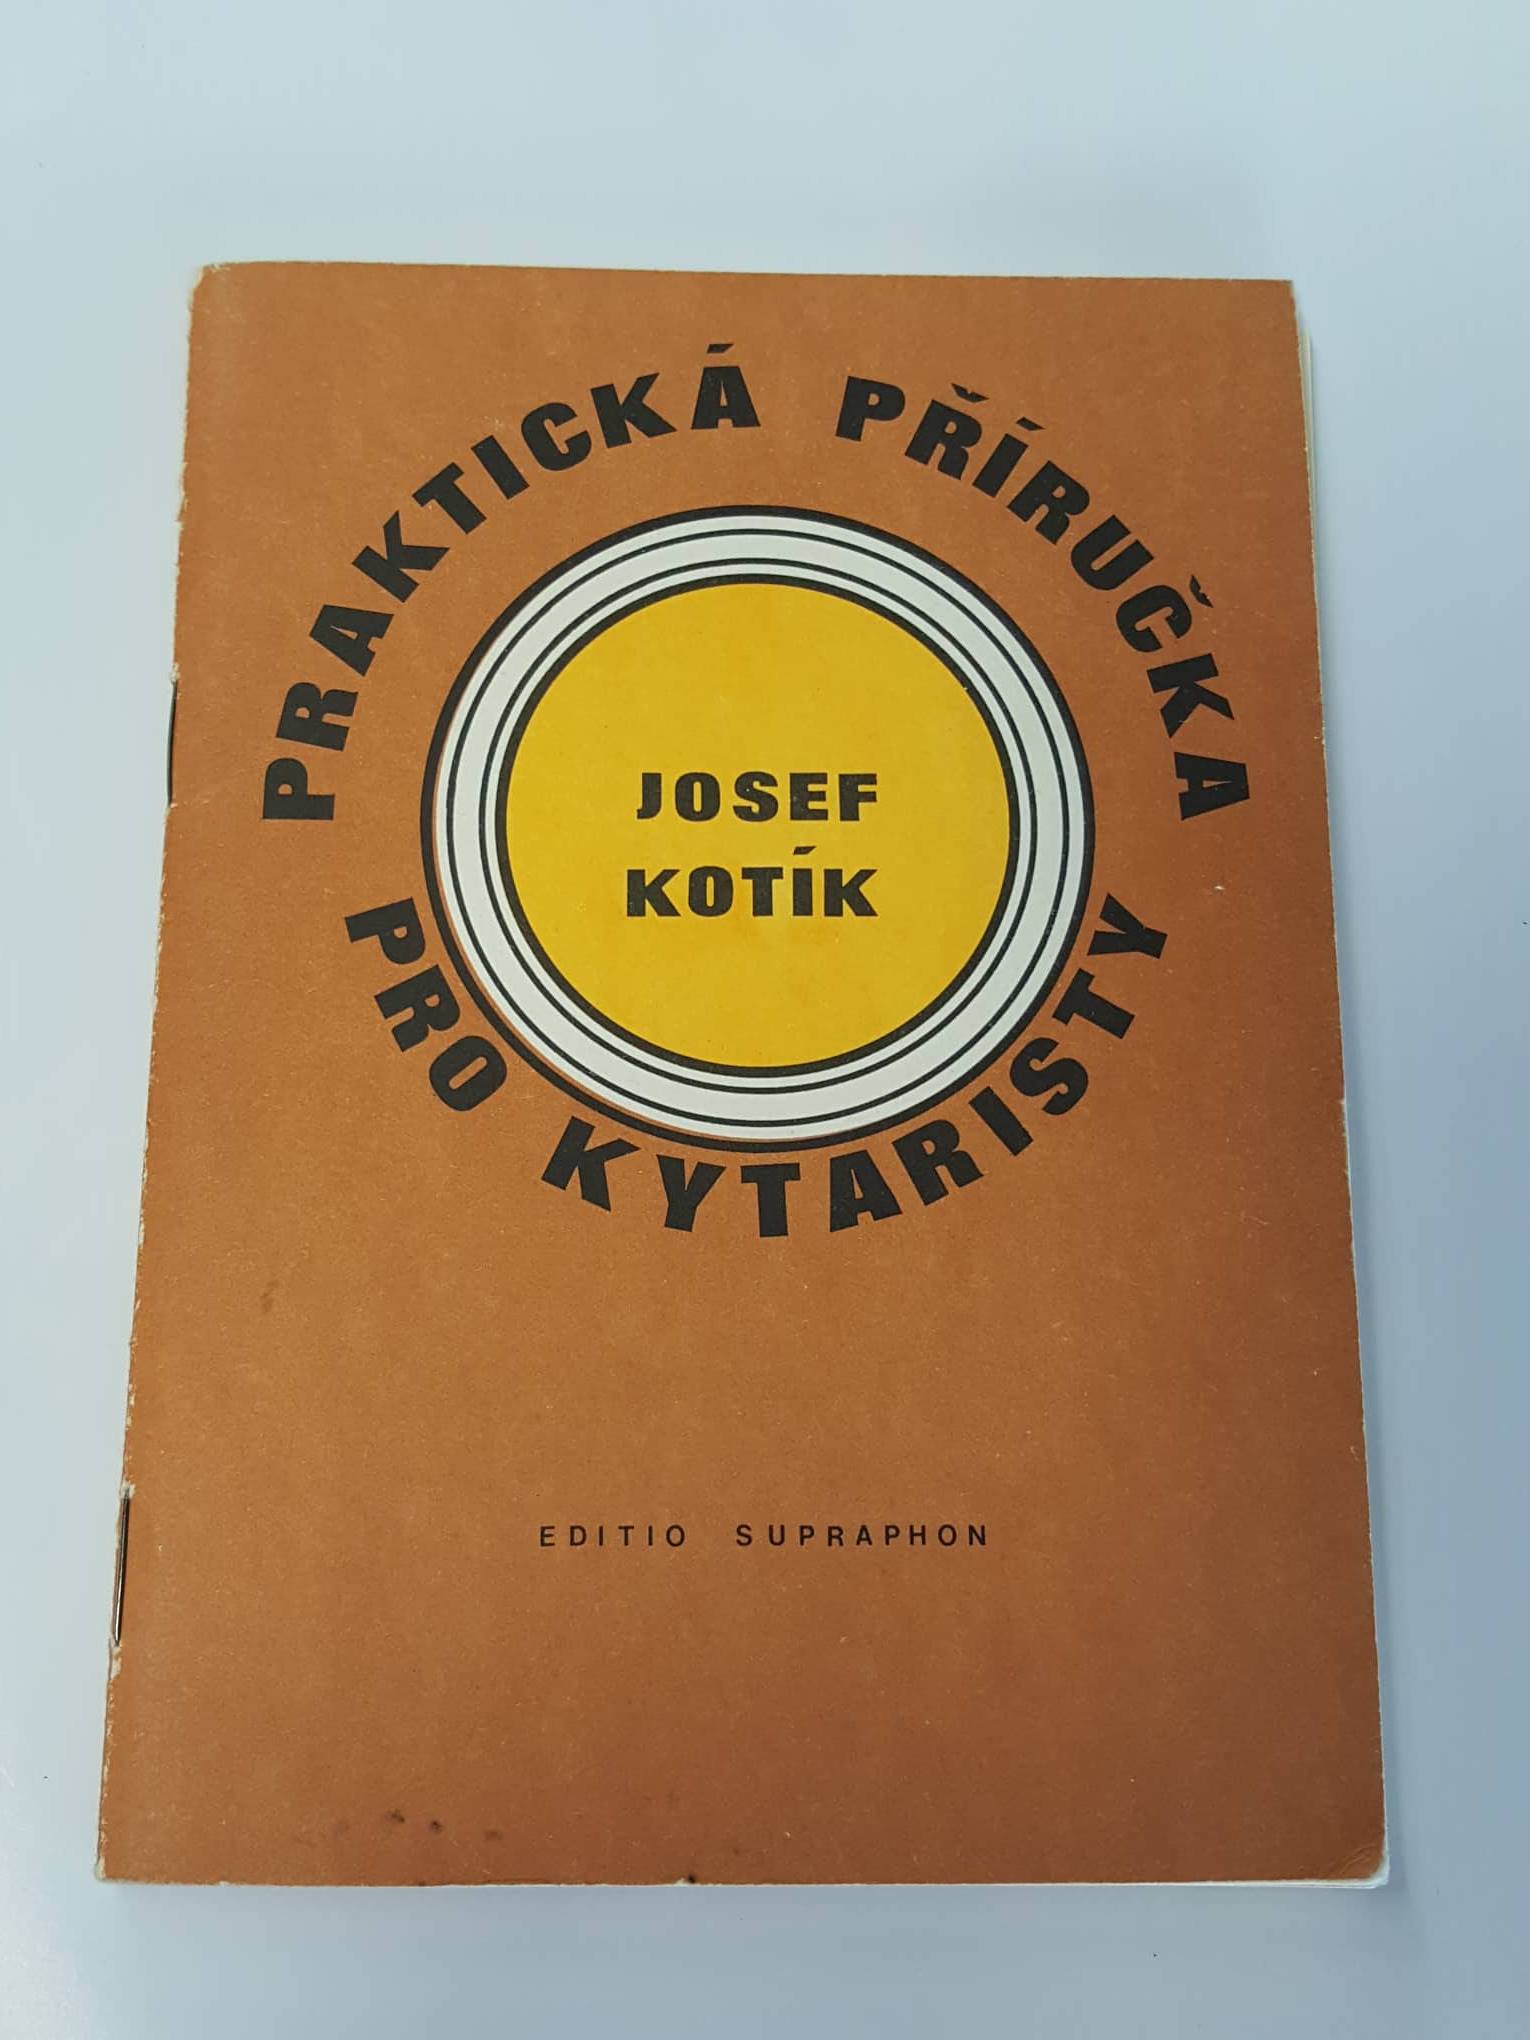 PRAKTICKÁ PŘÍRUČKA
JOSEF
KOTÍK
PRO KYTARISTY
EDITIO SUPRAPHON